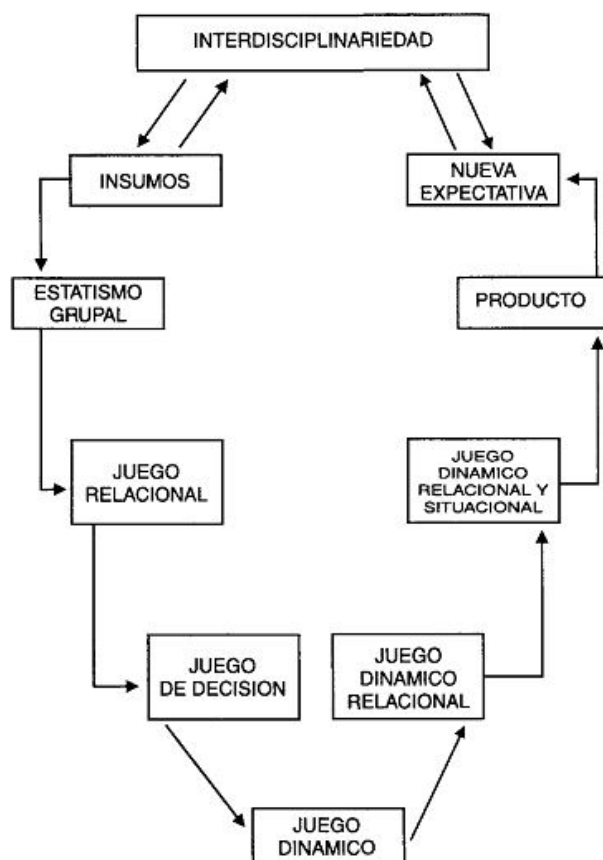 INTERDISCIPLINARIEDAD
INSUMOS
NUEVA
EXPECTATIVA
ESTATISMO
GRUPAL
PRODUCTO
JUEGO
RELACIONAL
JUEGO
DINAMICO
RELACIONAL Y
SITUACIONAL
JUEGO
DE DECISION
JUEGO
DINAMICO
RELACIONAL
JUEGO
DINAMICO